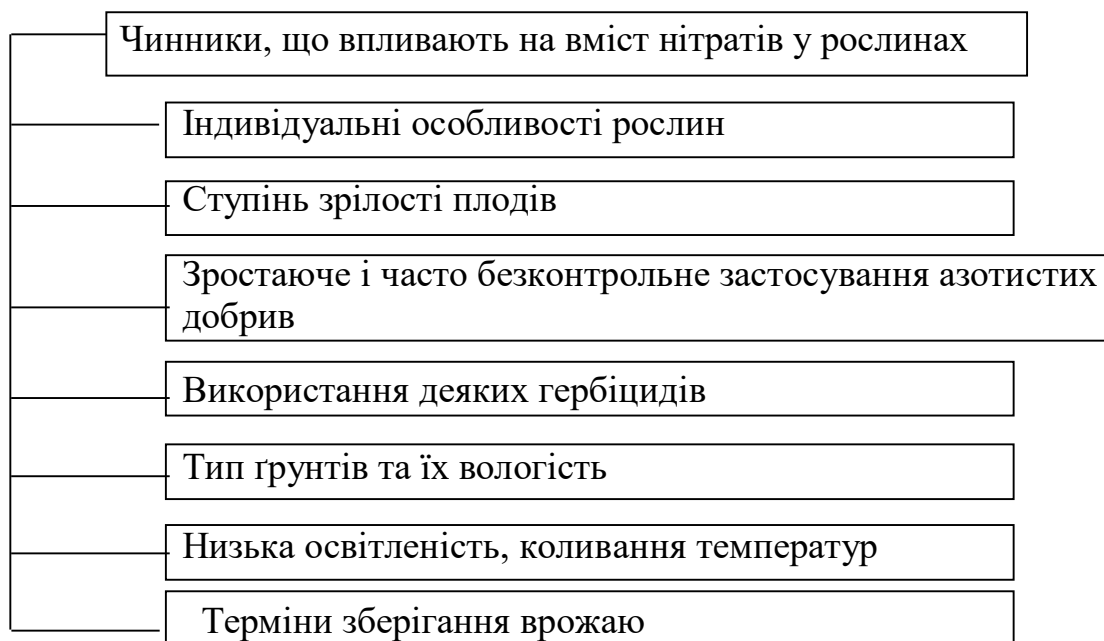 Чинники, що впливають на вміст нітратів у рослинах
Індивідуальні особливості рослин
Ступінь зрілості плодів
Зростаюче і часто безконтрольне застосування азотистих
добрив
Використання деяких гербіцидів
Тип ґрунтів та їх вологість
Низька освітленість, коливання температур
Терміни зберігання врожаю